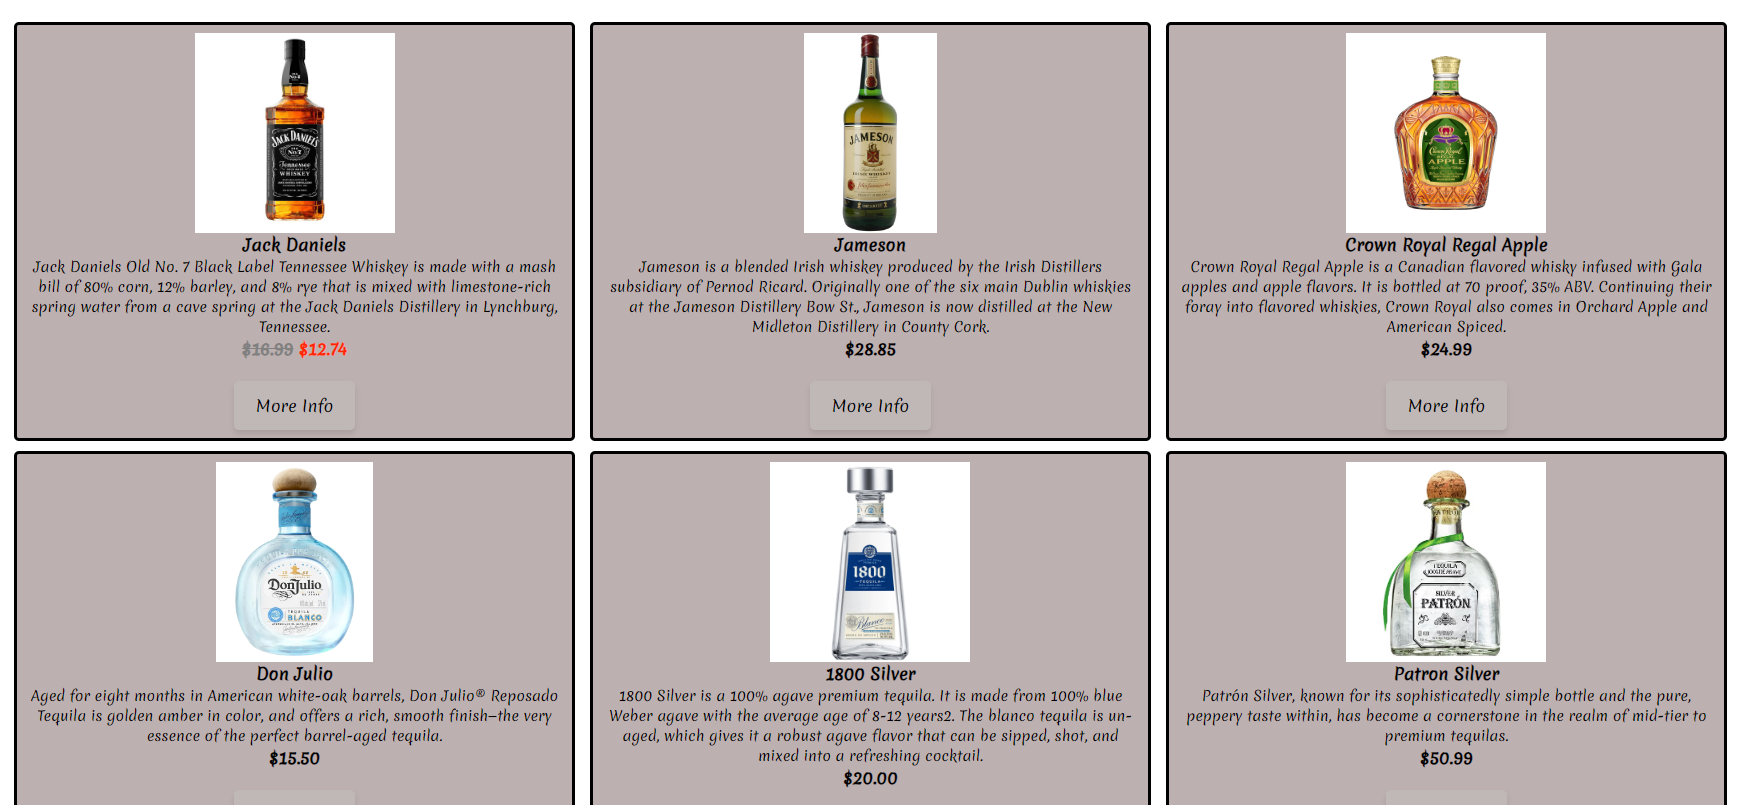 JACK DANIEL'S
No.7
Tennessee
WHISKEY
JAMESON
IRISH WHISKEY
Crown Royal
REGAL
APPLE
Jack Daniels
Jameson
Crown Royal Regal Apple
Jack Daniels Old No. 7 Black Label Tennessee Whiskey is made with a mash
bill of 80% corn, 12% barley, and 8% rye that is mixed with limestone-rich
spring water from a cave spring at the Jack Daniels Distillery in Lynchburg,
Tennessee.
$16.99 $12.74
More Info
Jameson is a blended Irish whiskey produced by the Irish Distillers
subsidiary of Pernod Ricard. Originally one of the six main Dublin whiskies
at the Jameson Distillery Bow St., Jameson is now distilled at the New
Midleton Distillery in County Cork.
$28.85
More Info
Crown Royal Regal Apple is a Canadian flavored whisky infused with Gala
apples and apple flavors. It is bottled at 70 proof, 35% ABV. Continuing their
foray into flavored whiskies, Crown Royal also comes in Orchard Apple and
American Spiced.
$24.99
More Info
Don Julio
TEQUILA
BLANCO
1800
TEQUILA
Blanco
PATRÓN
TEQUILA
SILVER
PATRÓN
Don Julio
Aged for eight months in American white-oak barrels, Don Julio® Reposado
Tequila is golden amber in color, and offers a rich, smooth finish—the very
essence of the perfect barrel-aged tequila.
$15.50
1800 Silver
1800 Silver is a 100% agave premium tequila. It is made from 100% blue
Weber agave with the average age of 8-12 years2. The blanco tequila is un-
aged, which gives it a robust agave flavor that can be sipped, shot, and
mixed into a refreshing cocktail.
$20.00
Patron Silver
Patrón Silver, known for its sophisticatedly simple bottle and the pure,
peppery taste within, has become a cornerstone in the realm of mid-tier to
premium tequilas.
$50.99